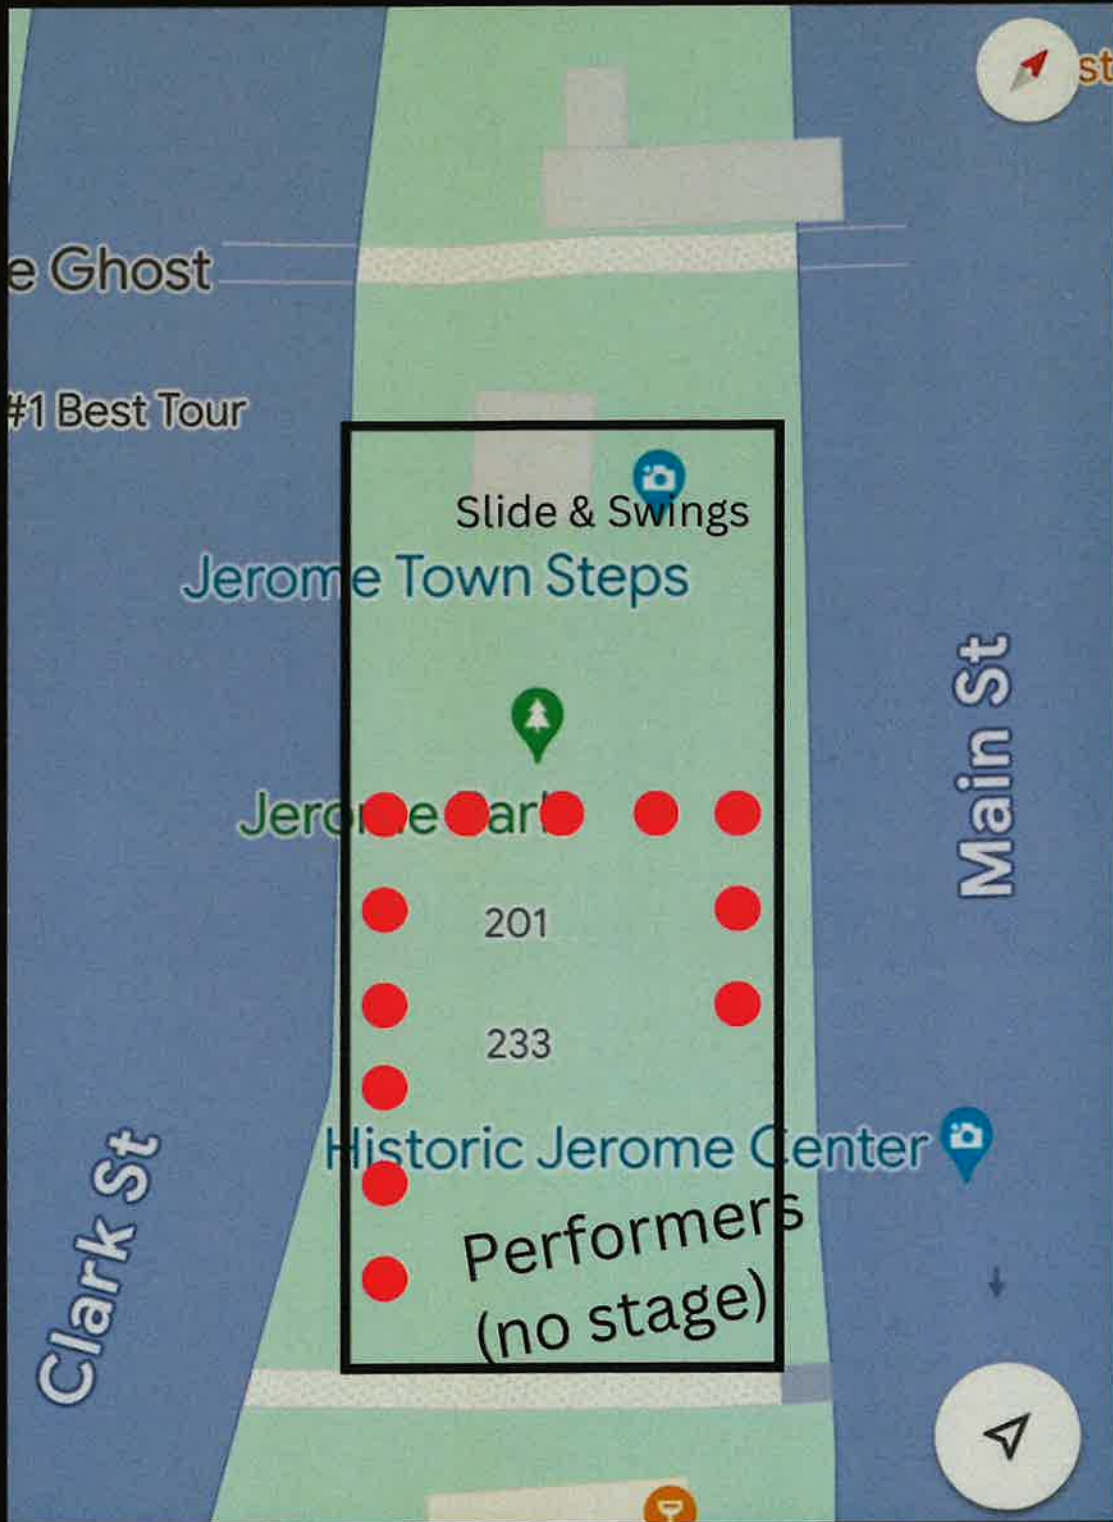 st
e Ghost
#1 Best Tour
Slide & Swings
Jerome Town Steps
Main St
201
233
Historic Jerome Center
Clark St
Performers
(no stage)